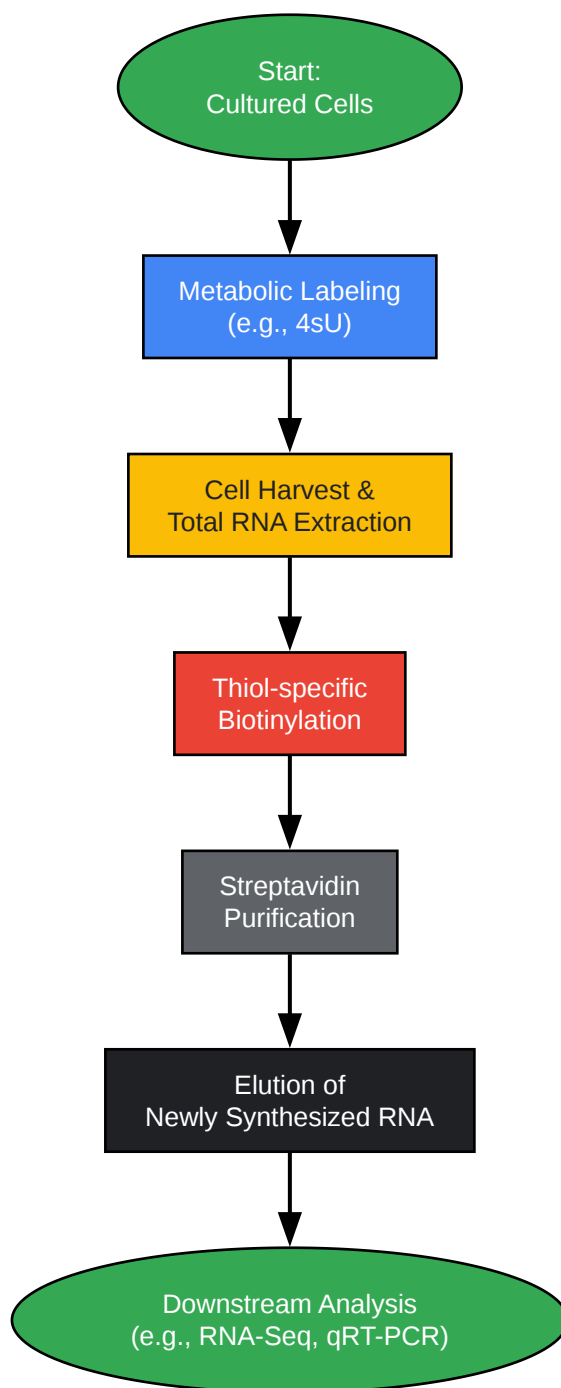 Start:
Cultured Cells
Metabolic Labeling
(e.g., 4sU)
Cell Harvest &
Total RNA Extraction
Thiol-specific
Biotinylation
Streptavidin
Purification
Elution of
Newly Synthesized RNA
Downstream Analysis
(e.g., RNA-Seq, qRT-PCR)